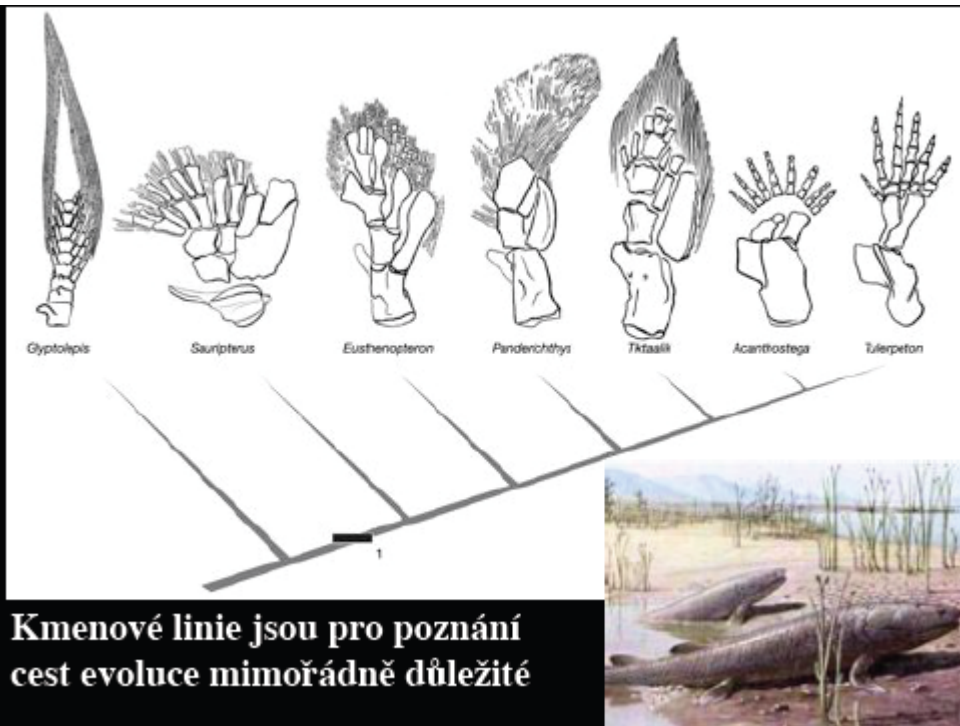 Glyptolepis
Sauripterus
Eusthenopteron
Panderichthys
Tiktaalik
Acanthostega
Tulerpeton
1
Kmenové linie jsou pro poznání
cest evoluce mimořádně důležité